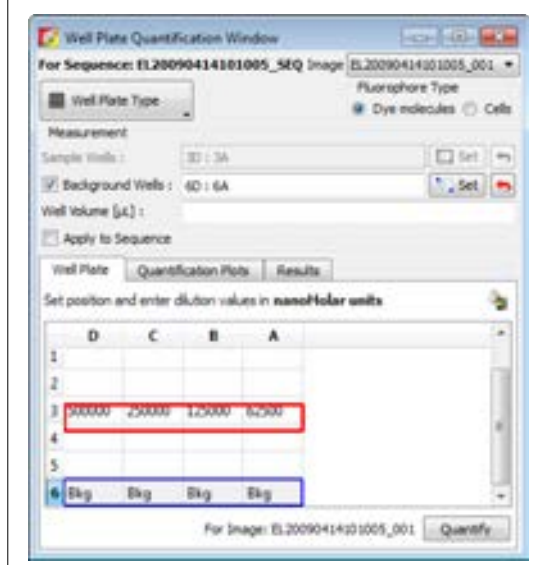 Well Plate Quantification Window
For Sequence: EL20090414101005_SEQ Image EL20090414101005_001
Fluorophore Type
Well Plate Type
Dye molecules Cells
Measurement
Sample Wells : 3D : 3A Set
Background Wells : 6D : 6A Set
Well Volume [µL] :
Apply to Sequence
Well Plate Quantification Plots Results
Set position and enter dilution values in nanoMolar units
D C B A
1
2
3 500000 250000 125000 62500
4
5
6 Bkg Bkg Bkg Bkg
For Image: EL20090414101005_001 Quantify